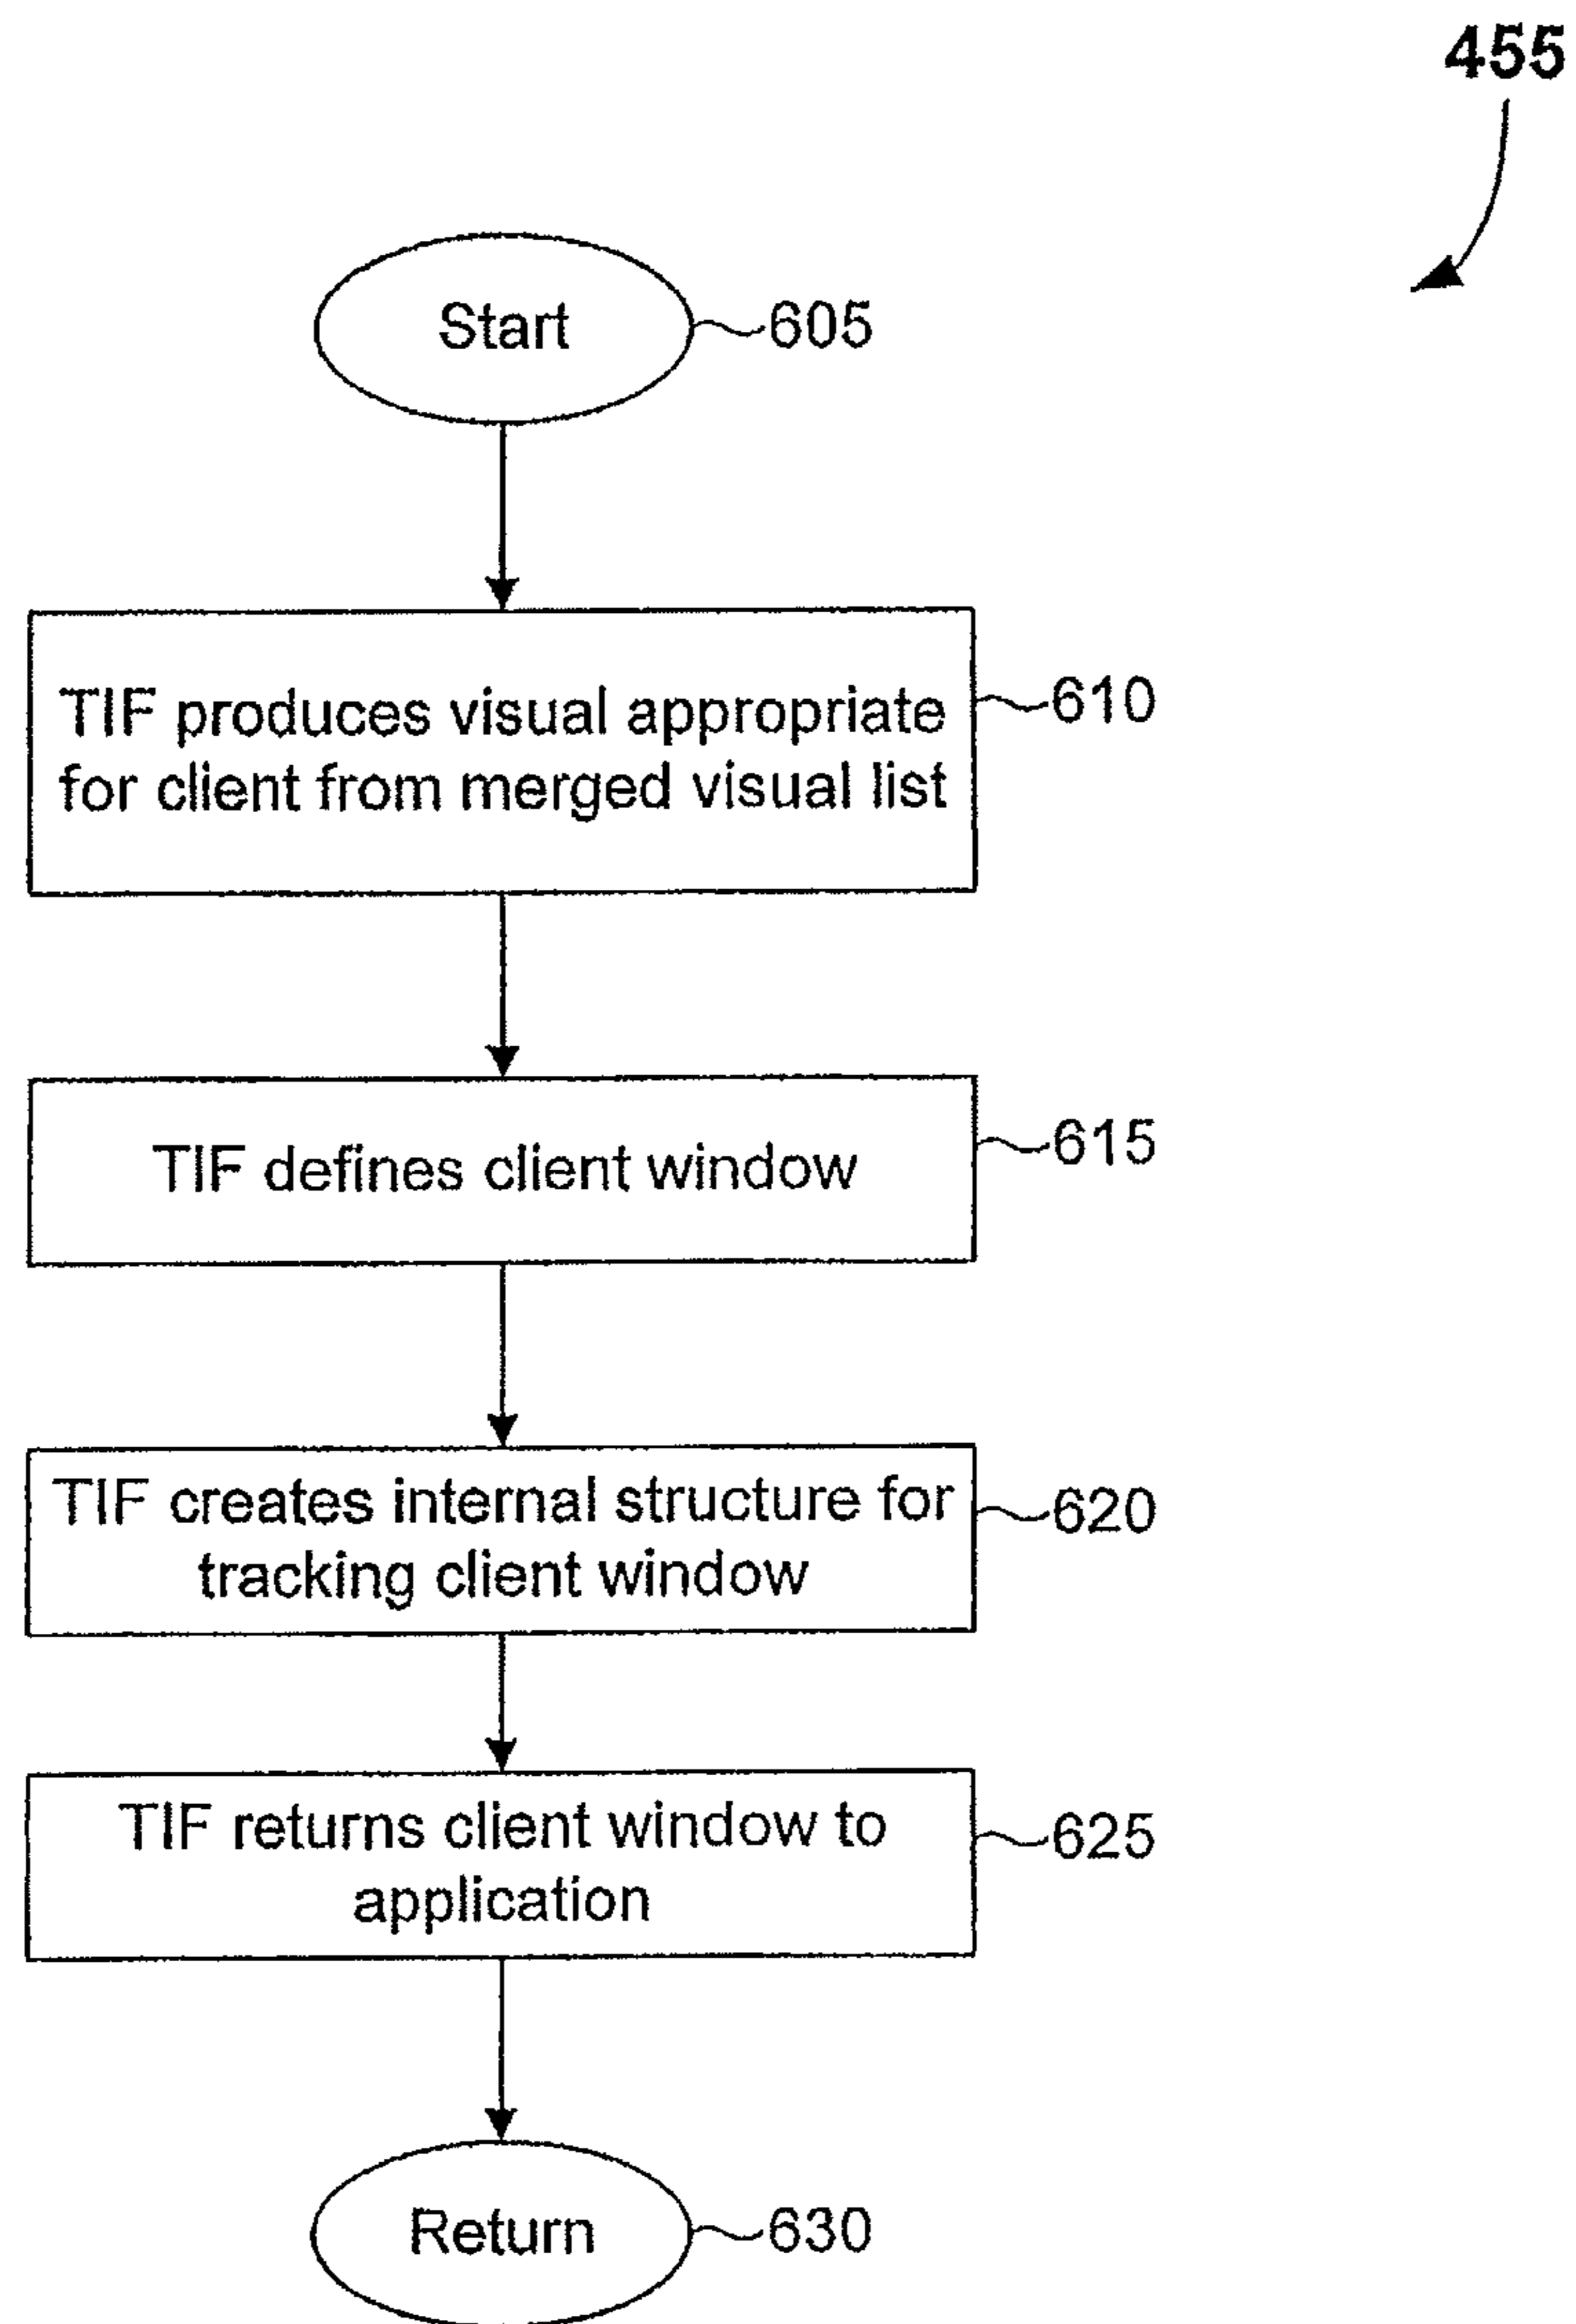 455
Start
605
TIF produces visual appropriate
for client from merged visual list
610
TIF defines client window
615
TIF creates internal structure for
tracking client window
620
TIF returns client window to
application
625
Return
630